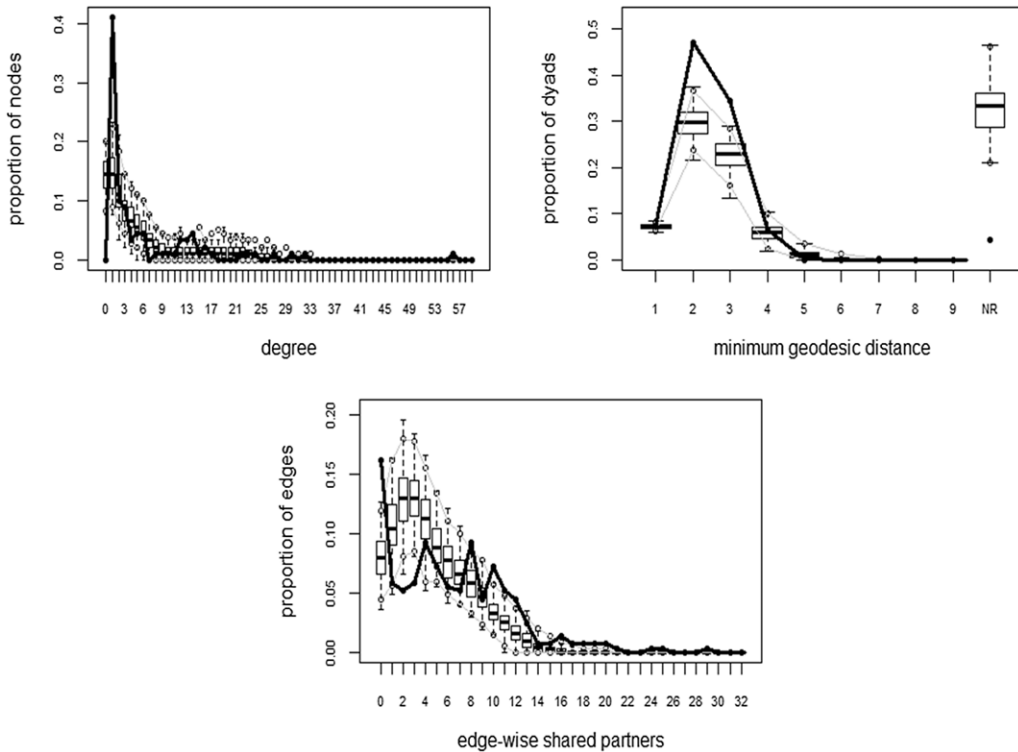 proportion of nodes
0.4
0.3
0.2
0.1
0.0
0 3 6 9 13 17 21 25 29 33 37 41 45 49 53 57
degree
proportion of dyads
0.5
0.4
0.3
0.2
0.1
0.0
1 2 3 4 5 6 7 8 9 NR
minimum geodesic distance
proportion of edges
0.20
0.15
0.10
0.05
0.00
0 2 4 6 8 10 12 14 16 18 20 22 24 26 28 30 32
edge-wise shared partners